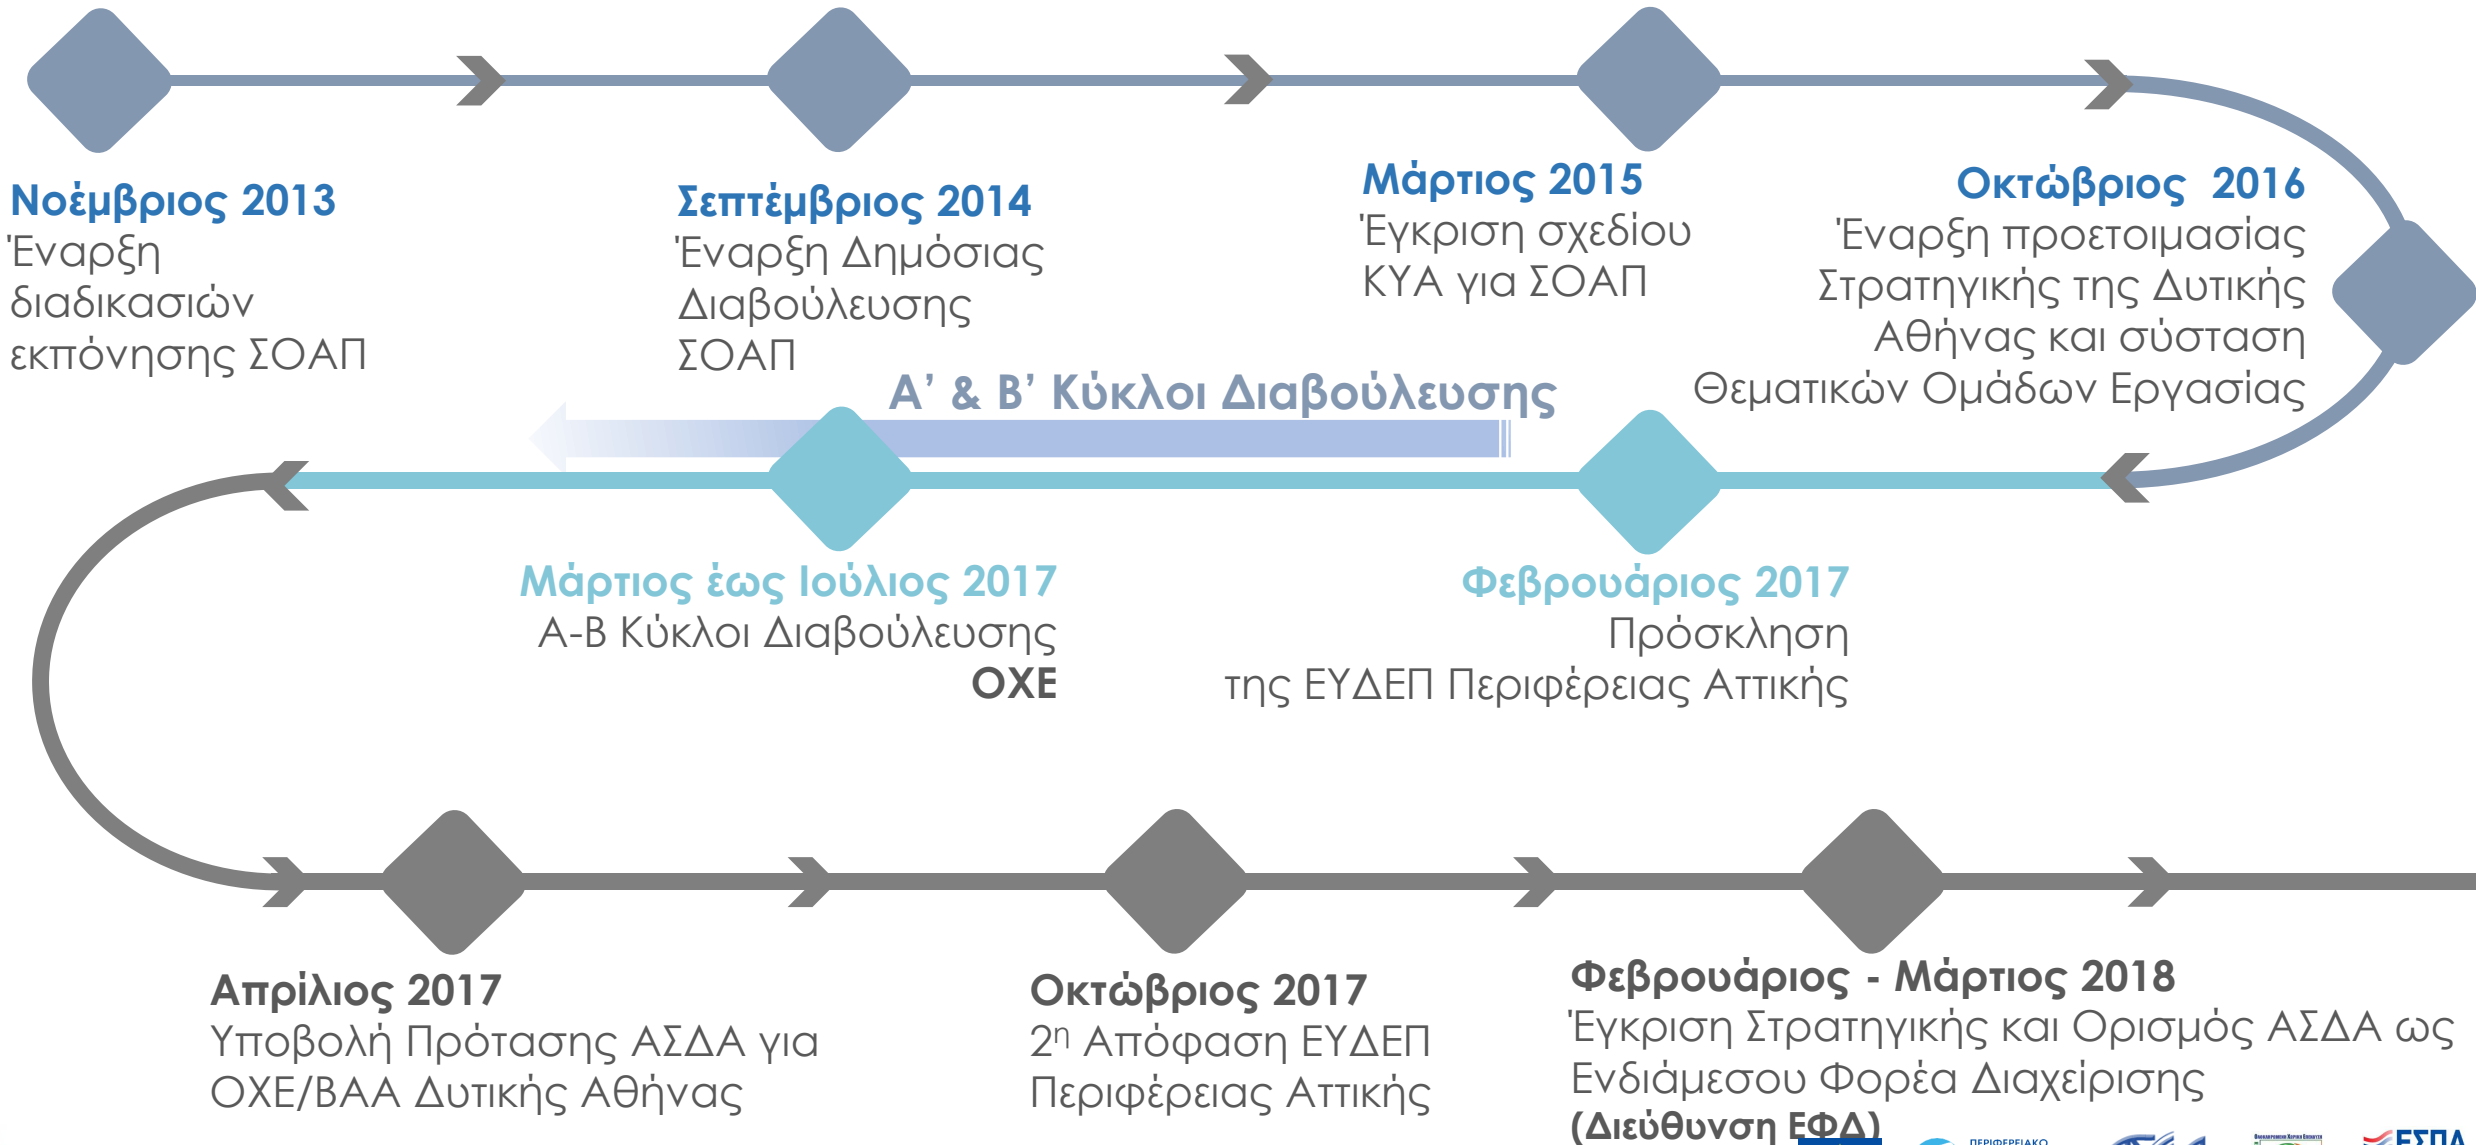 Νοέμβριος 2013
Έναρξη
διαδικασιών
εκπόνησης ΣΟΑΠ
Σεπτέμβριος 2014
Έναρξη Δημόσιας
Διαβούλευσης
ΣΟΑΠ
Μάρτιος 2015
Έγκριση σχεδίου
ΚΥΑ για ΣΟΑΠ
Οκτώβριος 2016
Έναρξη προετοιμασίας
Στρατηγικής της Δυτικής
Αθήνας και σύσταση
Θεματικών Ομάδων Εργασίας
Α’ & Β’ Κύκλοι Διαβούλευσης
Φεβρουάριος 2017
Πρόσκληση
της ΕΥΔΕΠ Περιφέρειας Αττικής
Μάρτιος έως Ιούλιος 2017
Α-Β Κύκλοι Διαβούλευσης
ΟΧΕ
Απρίλιος 2017
Υποβολή Πρότασης ΑΣΔΑ για
ΟΧΕ/ΒΑΑ Δυτικής Αθήνας
Οκτώβριος 2017
2η Απόφαση ΕΥΔΕΠ
Περιφέρειας Αττικής
Φεβρουάριος - Μάρτιος 2018
Έγκριση Στρατηγικής και Ορισμός ΑΣΔΑ ως
Ενδιάμεσου Φορέα Διαχείρισης
(Διεύθυνση ΕΦΔ)
ΠΕΡΙΦΕΡΕΙΑΚΟ
ΕΣΠΑ